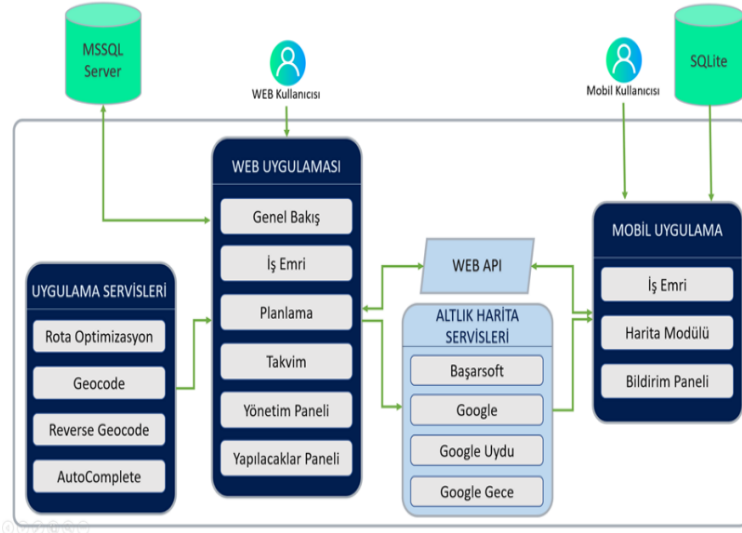 MSSQL
Server
WEB Kullanıcısı
Mobil Kullanıcısı
SQLite
WEB UYGULAMASI
Genel Bakış
İş Emri
Planlama
Takvim
Yönetim Paneli
Yapılacaklar Paneli
UYGULAMA SERVİSLERİ
Rota Optimizasyon
Geocode
Reverse Geocode
AutoComplete
WEB API
ALTLIK HARİTA
SERVİSLERİ
Başarsoft
Google
Google Uydu
Google Gece
MOBİL UYGULAMA
İş Emri
Harita Modülü
Bildirim Paneli